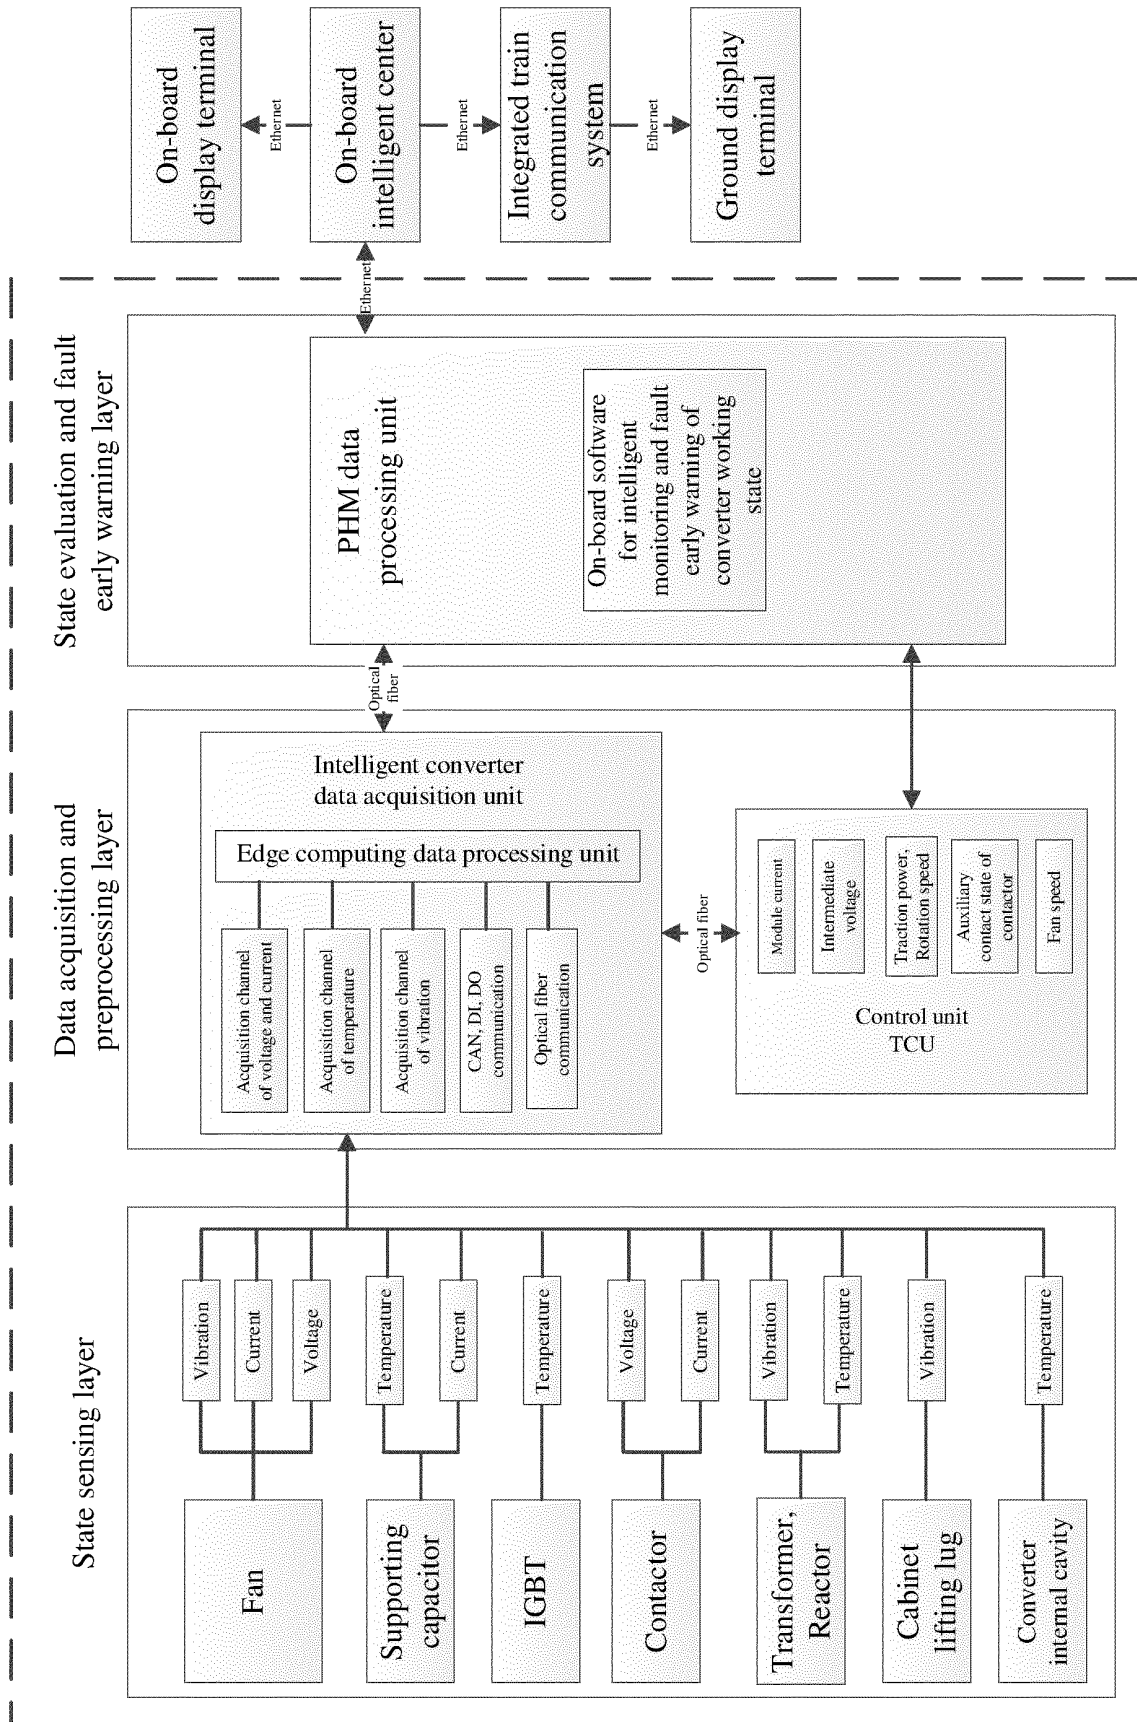 State sensing layer
Fan
Vibration
Current
Voltage
Supporting
capacitor
Temperature
Current
IGBT
Temperature
Contactor
Voltage
Current
Transformer,
Reactor
Vibration
Temperature
Cabinet
lifting lug
Vibration
Converter
internal cavity
Temperature
Data acquisition and
preprocessing layer
Intelligent converter
data acquisition unit
Edge computing data processing unit
Acquisition channel
of voltage and current
Acquisition channel
of temperature
Acquisition channel
of vibration
CAN, DI, DO
communication
Optical fiber
communication
Optical fiber
Module current
Intermediate
voltage
Traction power,
Rotation speed
Auxiliary
contact state of
contactor
Fan speed
Control unit
TCU
Optical
fiber
State evaluation and fault
early warning layer
PHM data
processing unit
On-board software
for intelligent
monitoring and fault
early warning of
converter working
state
Ethernet
On-board
display terminal
Ethernet
On-board
intelligent center
Ethernet
Integrated train
communication
system
Ethernet
Ground display
terminal